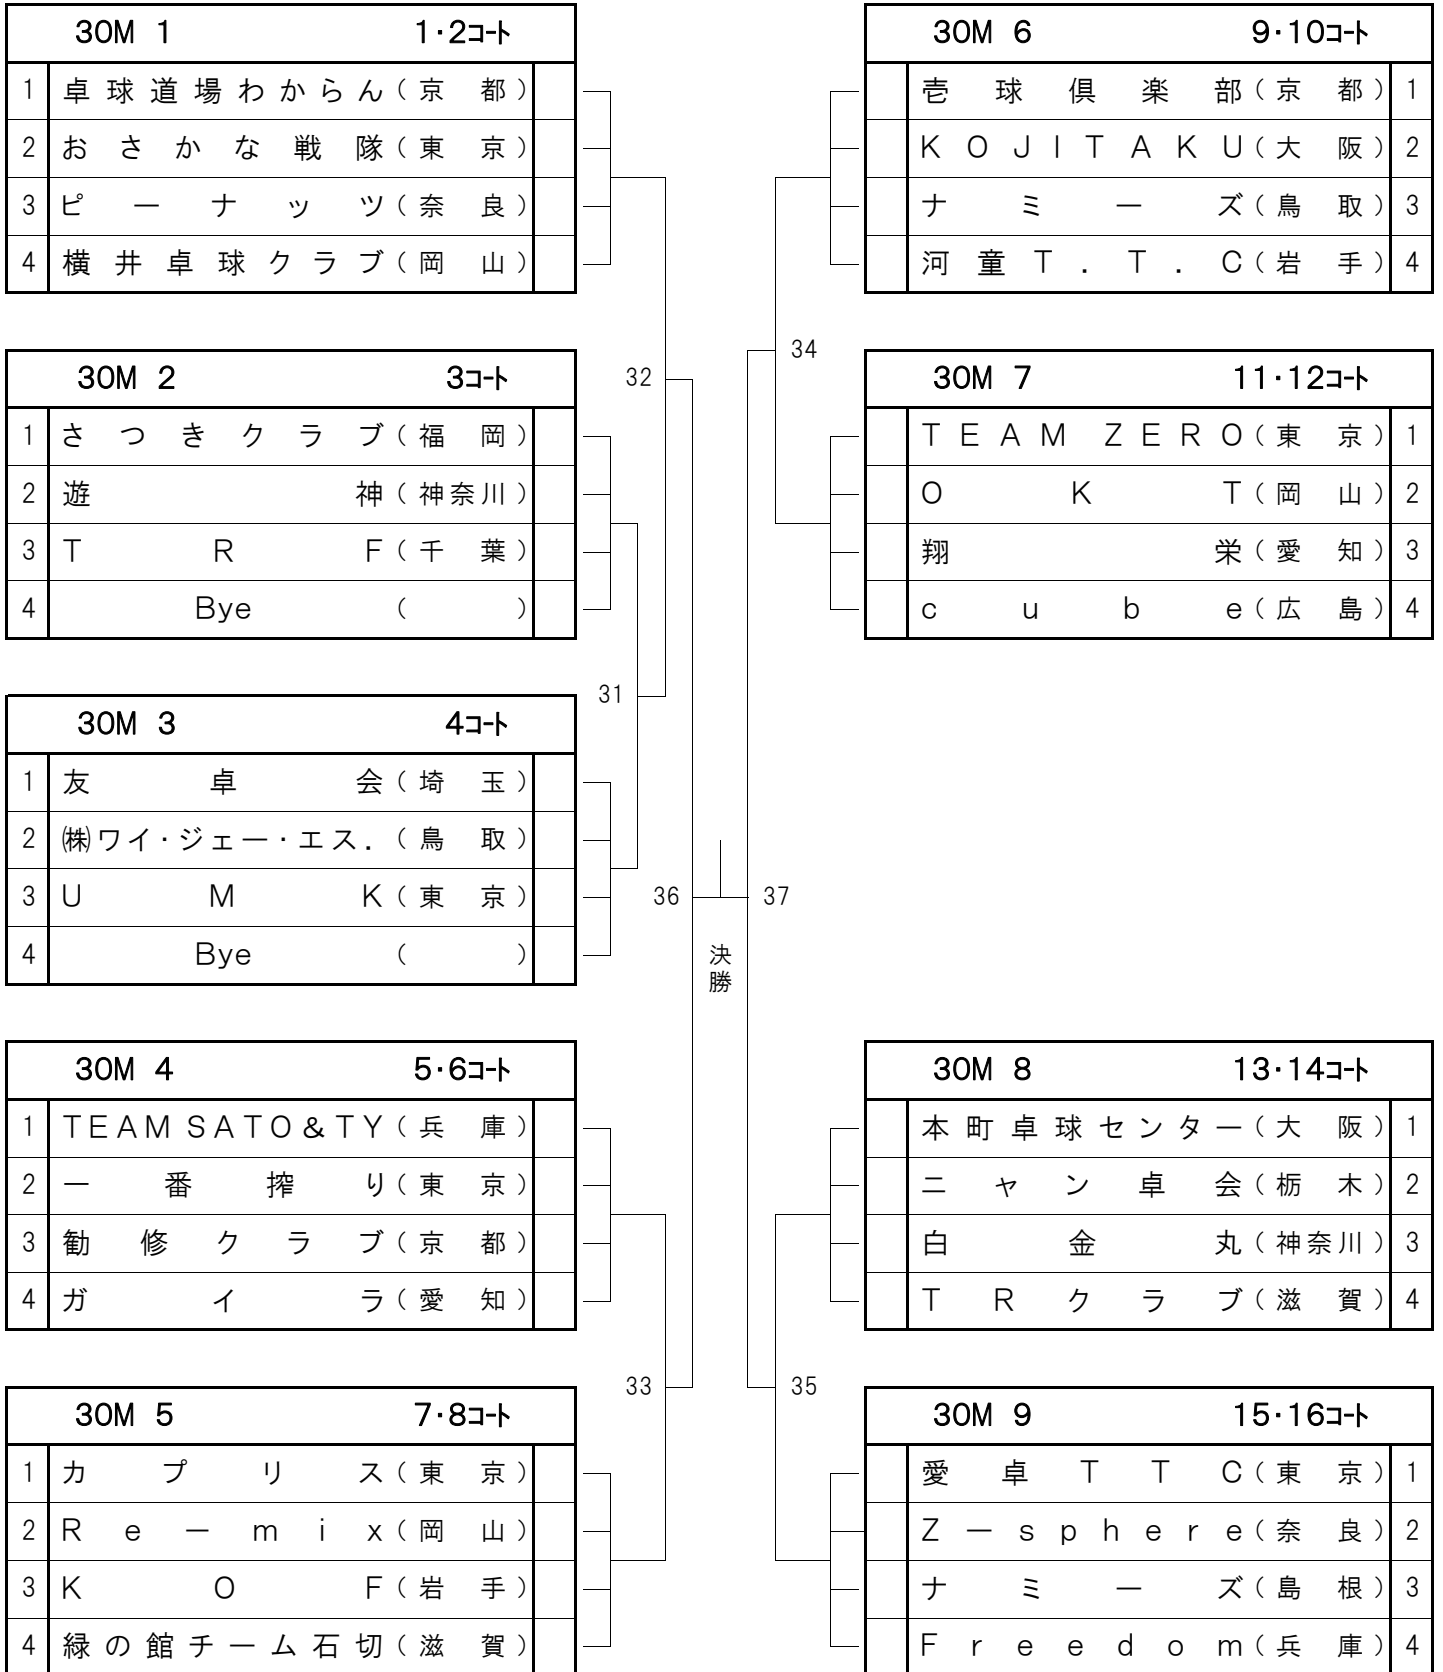 30M 1 1・2コート
1 卓球道場わからん（京都）
2 おさかな戦隊（東京）
3 ピーナッツ（奈良）
4 横井卓球クラブ（岡山）
30M 2 3コート
1 さつきクラブ（福岡）
2 遊神（神奈川）
3 TRF（千葉）
4 Bye（ ）
30M 3 4コート
1 友卓会（埼玉）
2 ㈱ワイ・ジェー・エス．（鳥取）
3 UMK（東京）
4 Bye（ ）
30M 4 5・6コート
1 TEAM SATO＆TY（兵庫）
2 一番搾り（東京）
3 勧修クラブ（京都）
4 ガイラ（愛知）
30M 5 7・8コート
1 カプリス（東京）
2 Re－mix（岡山）
3 KOF（岩手）
4 緑の館チーム石切（滋賀）
32
31
36
33
決勝
34
37
35
30M 6 9・10コート
壱球倶楽部（京都） 1
KOJITAKU（大阪） 2
ナミーズ（鳥取） 3
河童T．T．C（岩手） 4
30M 7 11・12コート
TEAM ZERO（東京） 1
OKT（岡山） 2
翔栄（愛知） 3
cube（広島） 4
30M 8 13・14コート
本町卓球センター（大阪） 1
ニャン卓会（栃木） 2
白金丸（神奈川） 3
TRクラブ（滋賀） 4
30M 9 15・16コート
愛卓TTC（東京） 1
Z－sphere（奈良） 2
ナミーズ（島根） 3
Freedom（兵庫） 4